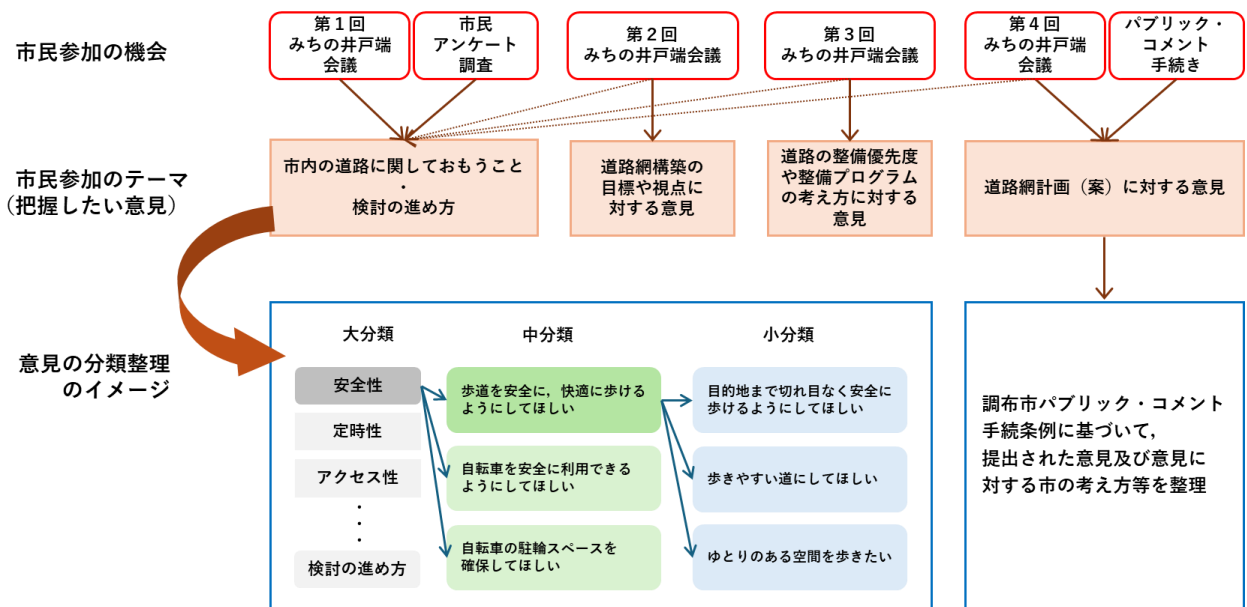 市民参加の機会
第１回
みちの井戸端
会議
市民
アンケート
調査
第２回
みちの井戸端会議
第３回
みちの井戸端会議
第４回
みちの井戸端
会議
パブリック・
コメント
手続き
市民参加のテーマ
（把握したい意見）
市内の道路に関しておもうこと
・
検討の進め方
道路網構築の
目標や視点に
対する意見
道路の整備優先度
や整備プログラム
の考え方に対する
意見
道路網計画（案）に対する意見
意見の分類整理
のイメージ
大分類
中分類
小分類
安全性
定時性
アクセス性
・
・
・
検討の進め方
歩道を安全に，快適に歩ける
ようにしてほしい
自転車を安全に利用できる
ようにしてほしい
自転車の駐輪スペースを
確保してほしい
目的地まで切れ目なく安全に
歩けるようにしてほしい
歩きやすい道にしてほしい
ゆとりのある空間を歩きたい
調布市パブリック・コメント
手続条例に基づいて，
提出された意見及び意見に
対する市の考え方等を整理